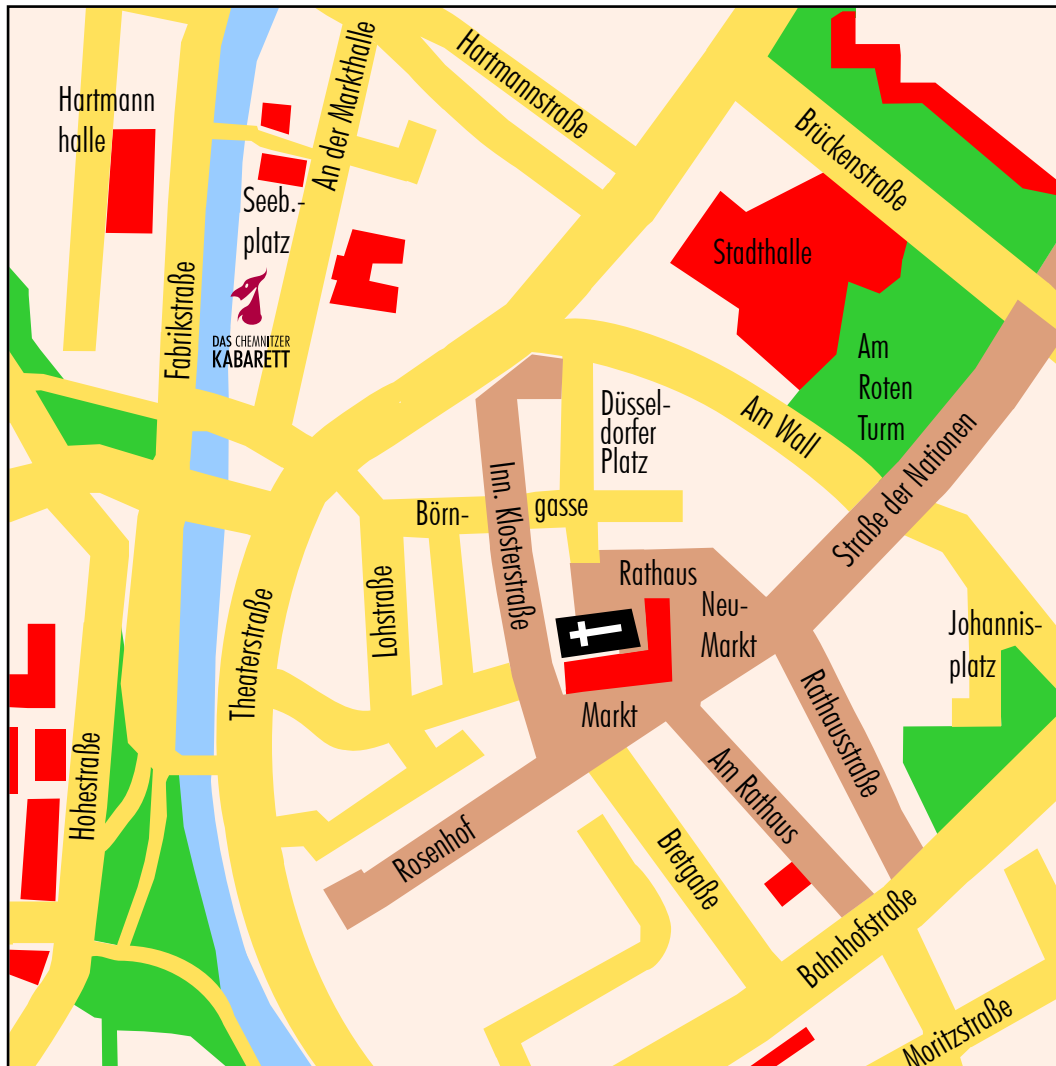 Hartmann
halle
An der Markthalle
Hartmannstraße
Brückenstraße
Seeb.-
platz
Stadthalle
Fabrikstraße
DAS CHEMNITZER
KABARETT
Am
Roten
Turm
Düssel-
dorfer
Platz
Am Wall
Inn. Klosterstraße
Börn-
gasse
Straße der Nationen
Lohstraße
Theaterstraße
Rathaus
Neu-
Markt
Johannis-
platz
Markt
Rathausstraße
Hohestraße
Am Rathaus
Rosenhof
Bretgaße
Bahnhofstraße
Moritzstraße